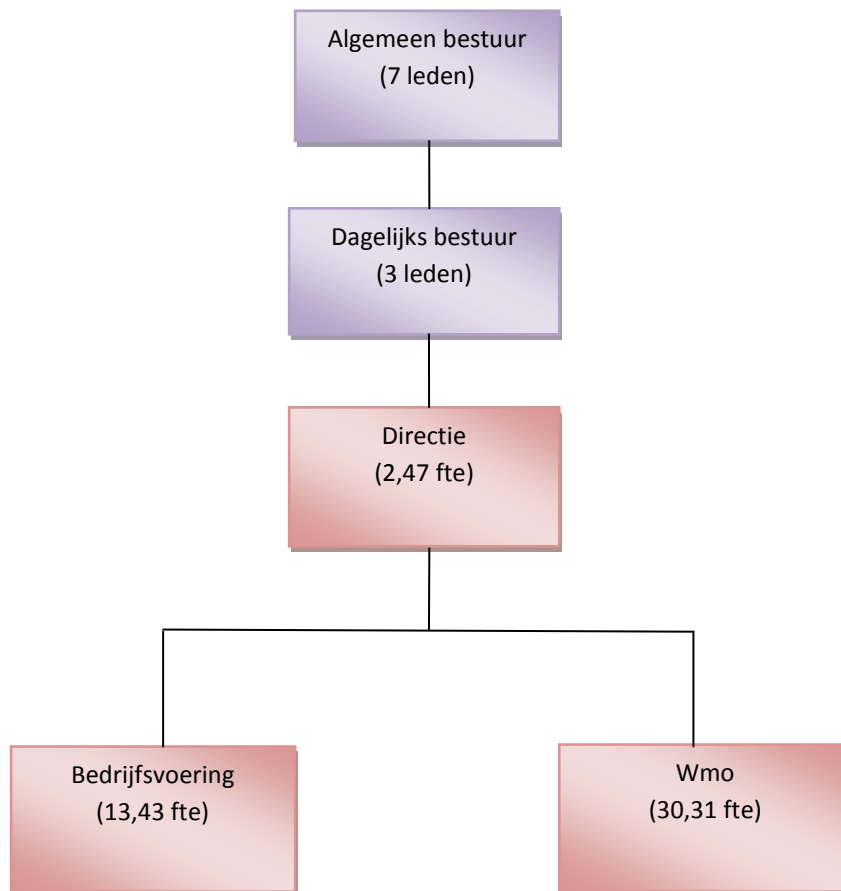 Algemeen bestuur
(7 leden)
Dagelijks bestuur
(3 leden)
Directie
(2,47 fte)
Bedrijfsvoering
(13,43 fte)
Wmo
(30,31 fte)